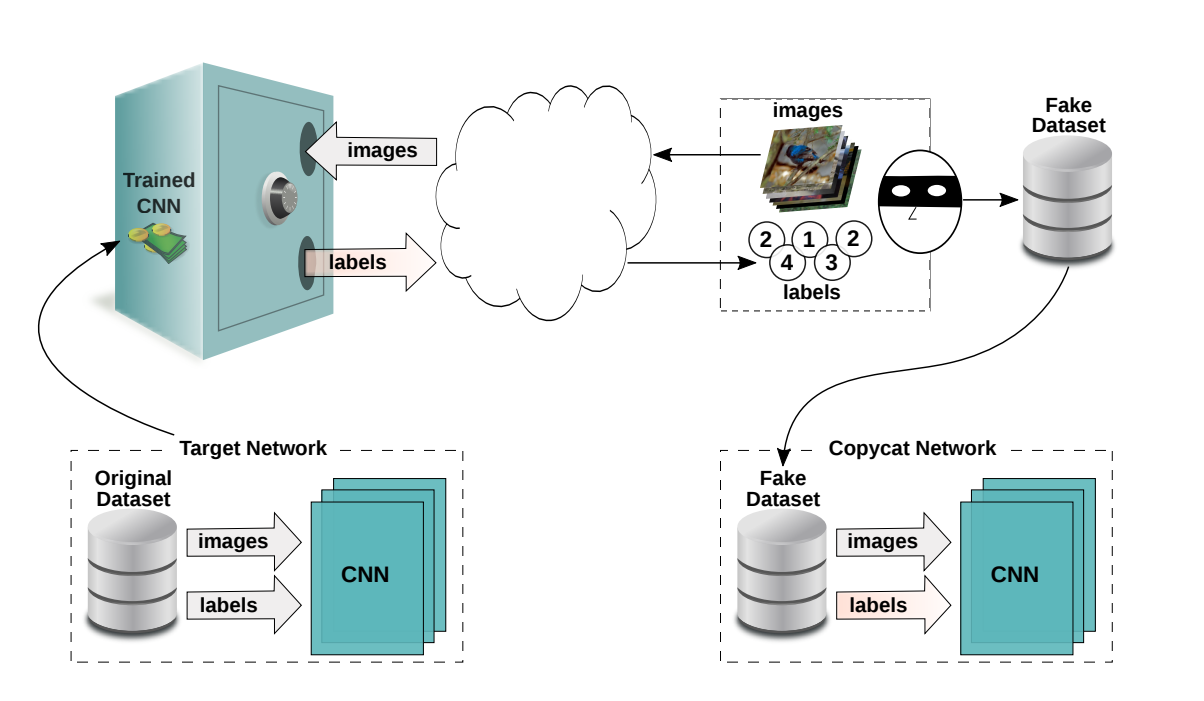 images
Fake
Dataset
images
Trained
CNN
2
1
2
4
3
labels
labels
Target Network
Original
Dataset
images
labels
CNN
Copycat Network
Fake
Dataset
images
labels
CNN